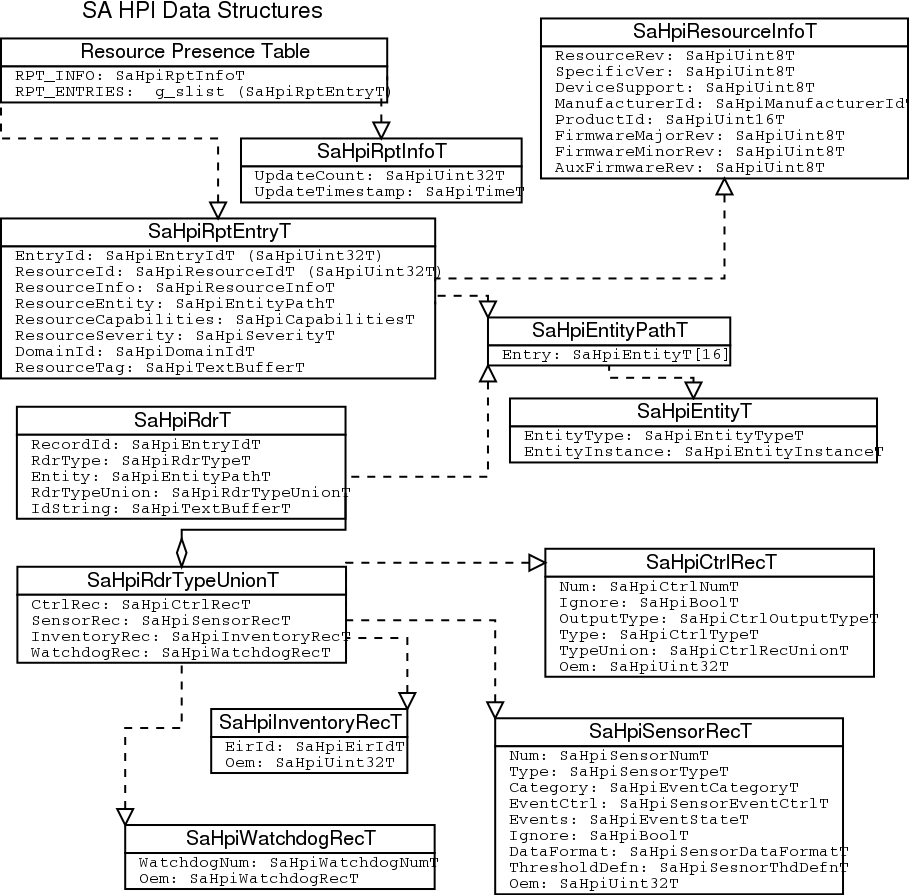 SA HPI Data Structures
Resource Presence Table
RPT_INFO: SaHpiRptInfoT
RPT_ENTRIES:  g_slist (SaHpiRptEntryT)
SaHpiResourceInfoT
ResourceRev: SaHpiUint8T
SpecificVer: SaHpiUint8T
DeviceSupport: SaHpiUint8T
ManufacturerId: SaHpiManufacturerIdT
ProductId: SaHpiUint16T
FirmwareMajorRev: SaHpiUint8T
FirmwareMinorRev: SaHpiUint8T
AuxFirmwareRev: SaHpiUint8T
SaHpiRptInfoT
UpdateCount: SaHpiUint32T
UpdateTimestamp: SaHpiTimeT
SaHpiRptEntryT
EntryId: SaHpiEntryIdT (SaHpiUint32T)
ResourceId: SaHpiResourceIdT (SaHpiUint32T)
ResourceInfo: SaHpiResourceInfoT
ResourceEntity: SaHpiEntityPathT
ResourceCapabilities: SaHpiCapabilitiesT
ResourceSeverity: SaHpiSeverityT
DomainId: SaHpiDomainIdT
ResourceTag: SaHpiTextBufferT
SaHpiEntityPathT
Entry: SaHpiEntityT[16]
SaHpiEntityT
EntityType: SaHpiEntityTypeT
EntityInstance: SaHpiEntityInstanceT
SaHpiRdrT
RecordId: SaHpiEntryIdT
RdrType: SaHpiRdrTypeT
Entity: SaHpiEntityPathT
RdrTypeUnion: SaHpiRdrTypeUnionT
IdString: SaHpiTextBufferT
SaHpiRdrTypeUnionT
CtrlRec: SaHpiCtrlRecT
SensorRec: SaHpiSensorRecT
InventoryRec: SaHpiInventoryRecT
WatchdogRec: SaHpiWatchdogRecT
SaHpiCtrlRecT
Num: SaHpiCtrlNumT
Ignore: SaHpiBoolT
OutputType: SaHpiCtrlOutputTypeT
Type: SaHpiCtrlTypeT
TypeUnion: SaHpiCtrlRecUnionT
Oem: SaHpiUint32T
SaHpiInventoryRecT
EirId: SaHpiEirIdT
Oem: SaHpiUint32T
SaHpiSensorRecT
Num: SaHpiSensorNumT
Type: SaHpiSensorTypeT
Category: SaHpiEventCategoryT
EventCtrl: SaHpiSensorEventCtrlT
Events: SaHpiEventStateT
Ignore: SaHpiBoolT
DataFormat: SaHpiSensorDataFormatT
ThresholdDefn: SaHpiSesnorThdDefnT
Oem: SaHpiUint32T
SaHpiWatchdogRecT
WatchdogNum: SaHpiWatchdogNumT
Oem: SaHpiWatchdogRecT